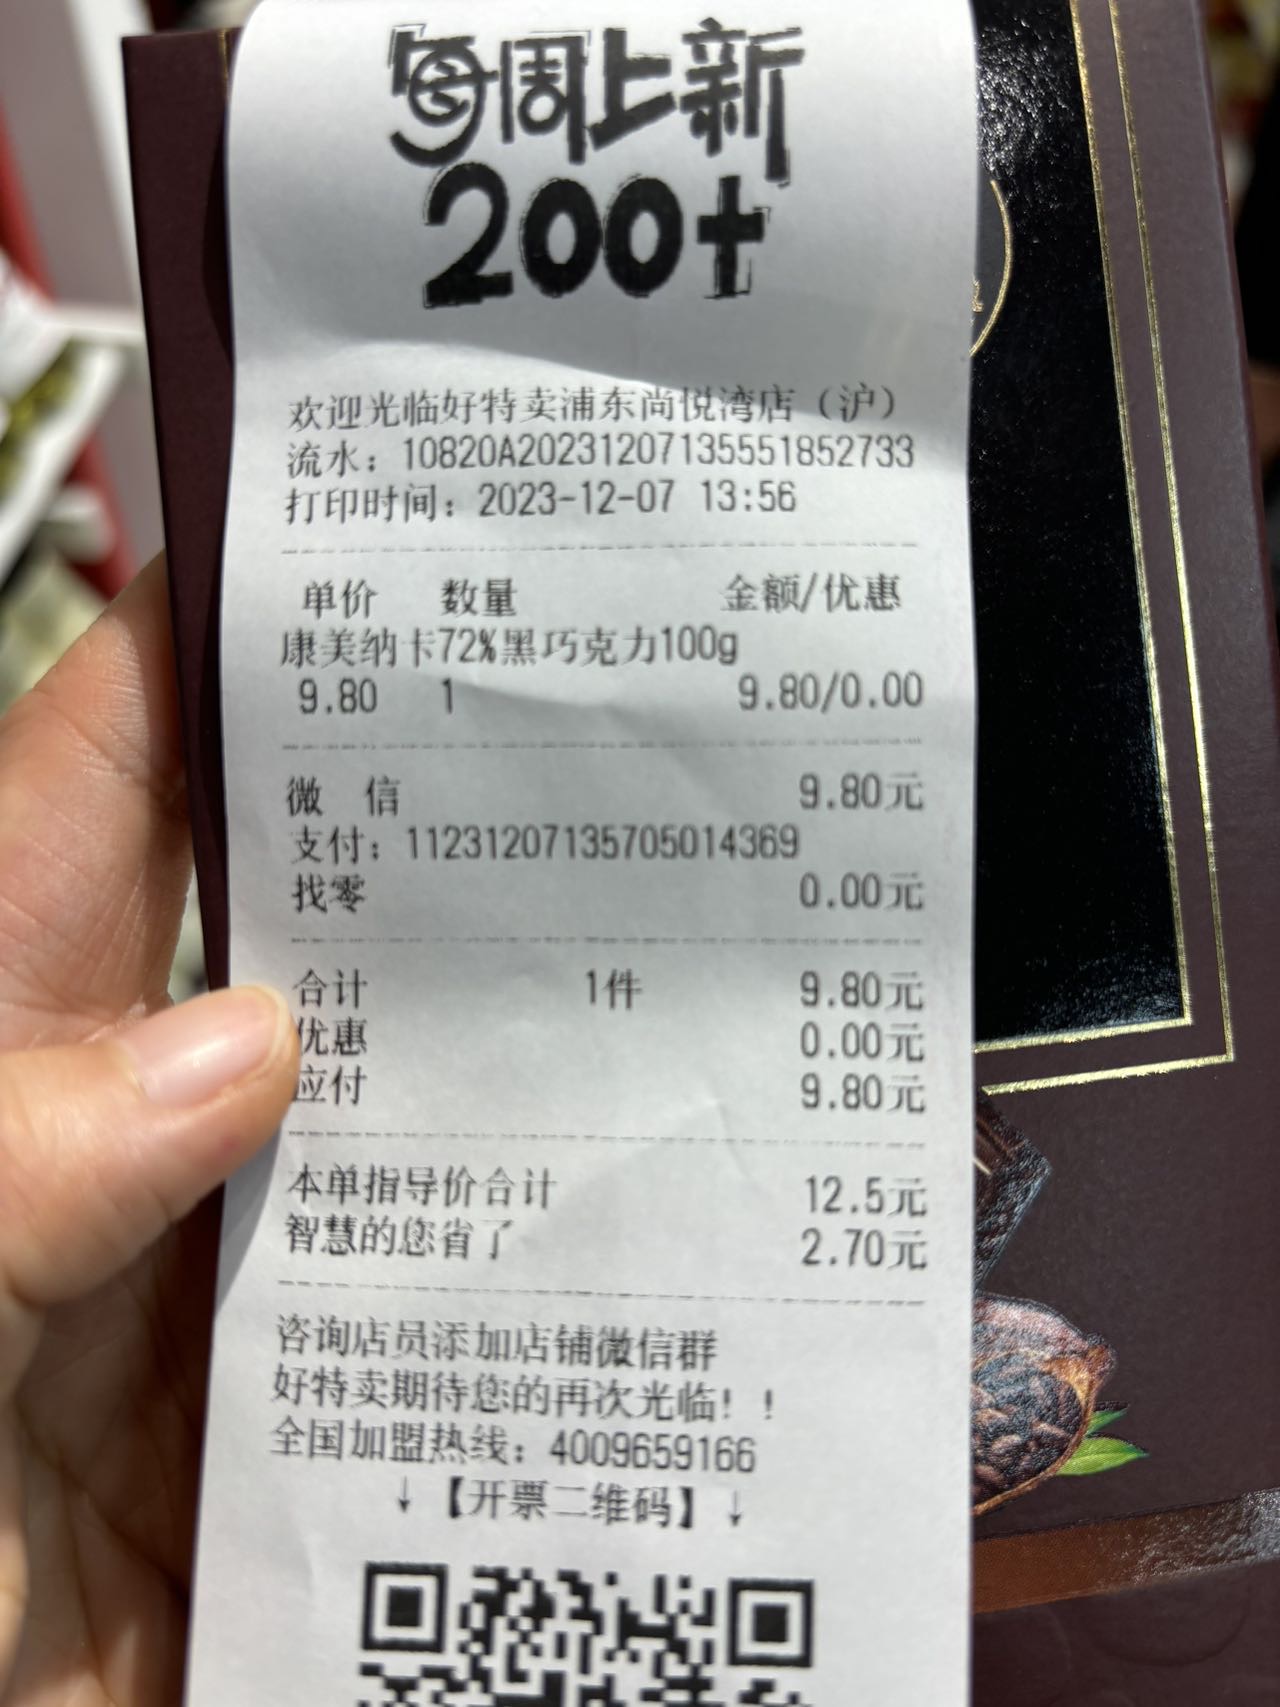 每周上新
200+
欢迎光临好特卖浦东尚悦湾店（沪）
流水：10820A20231207135551852733
打印时间：2023-12-07 13:56
单价 数量 金额/优惠
康美纳卡72%黑巧克力100g
9.80 1 9.80/0.00
微 信 9.80元
支付：11231207135705014369
找零 0.00元
合计 1件 9.80元
优惠 0.00元
应付 9.80元
本单指导价合计 12.5元
智慧的您省了 2.70元
咨询店员添加店铺微信群
好特卖期待您的再次光临！！
全国加盟热线：4009659166
↓【开票二维码】↓